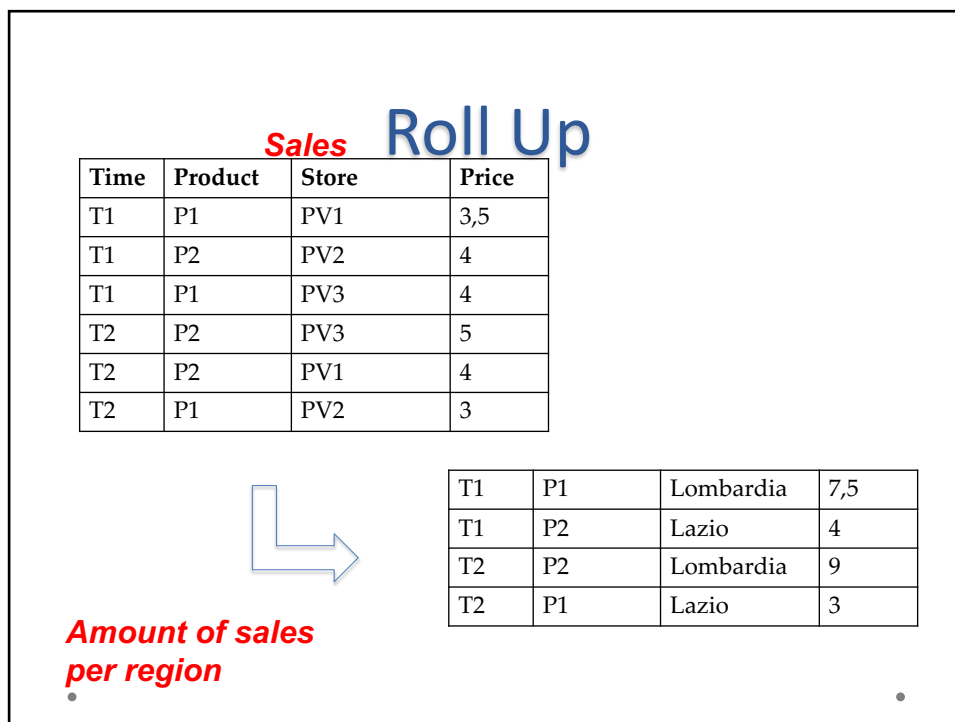 Roll Up
Sales
Time Product Store Price
T1 P1 PV1 3,5
T1 P2 PV2 4
T1 P1 PV3 4
T2 P2 PV3 5
T2 P2 PV1 4
T2 P1 PV2 3
T1 P1 Lombardia 7,5
T1 P2 Lazio 4
T2 P2 Lombardia 9
T2 P1 Lazio 3
Amount of sales
per region